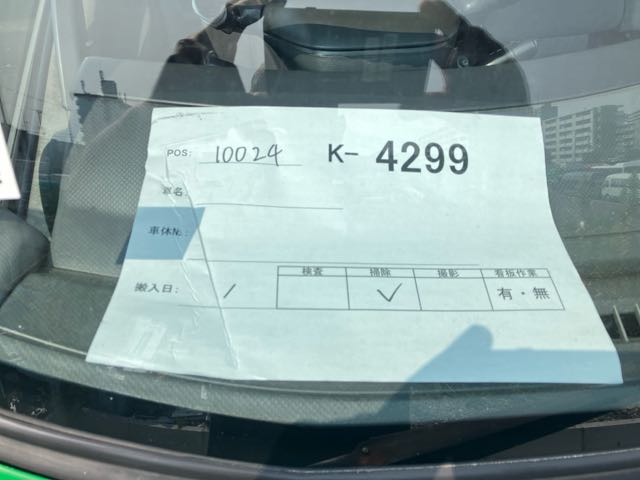 POS: 10024 K- 4299
車名:
車体№:
検査 掃除 撮影 看板作業
搬入日: / ✓ 有・無